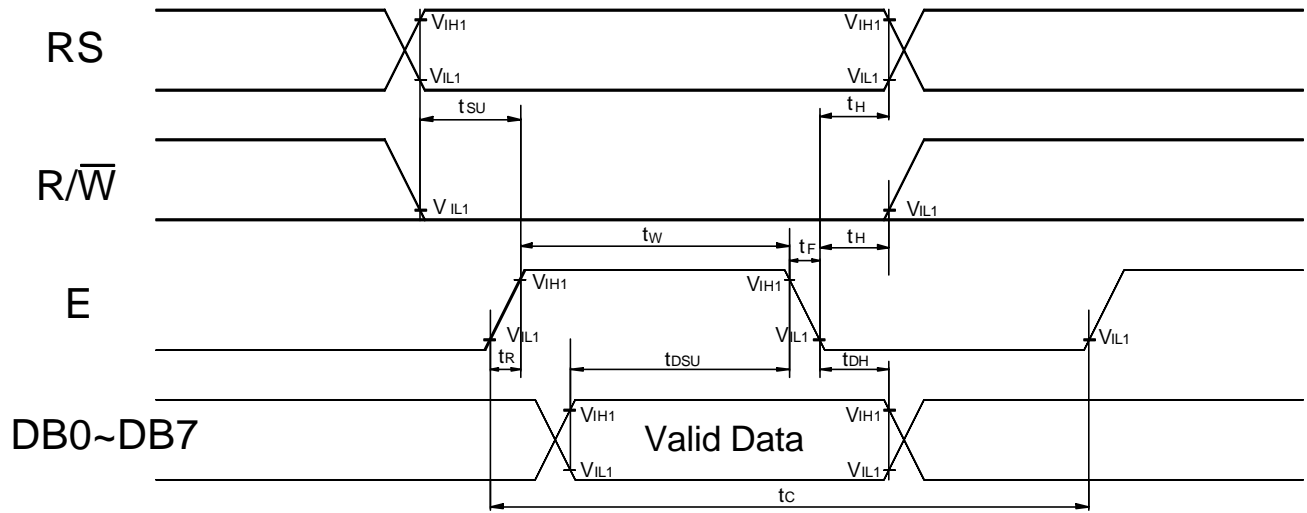 RS
VIH1
VIL1
VIH1
VIL1
tSU
tH
R/W̅
VIL1
VIL1
tW
tF
tH
E
VIH1
VIL1
VIH1
VIL1
VIL1
tR
tDSU
tDH
DB0~DB7
VIH1
VIL1
Valid Data
VIH1
VIL1
tC